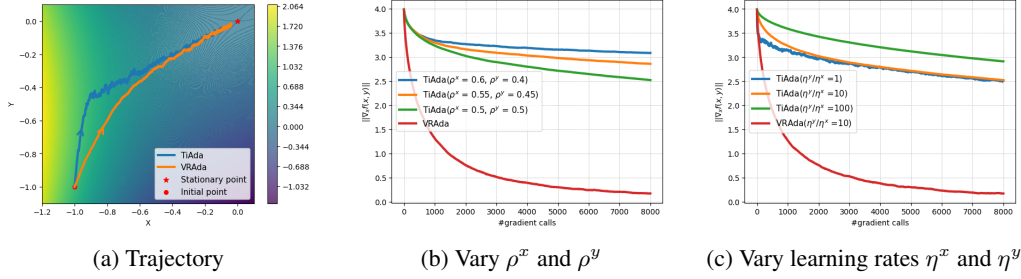 0.0
−0.2
−0.4
−0.6
−0.8
−1.0
Y
−1.2 −1.0 −0.8 −0.6 −0.4 −0.2 0.0
X
TiAda
VRAda
Stationary point
Initial point
2.064
1.720
1.376
1.032
0.688
0.344
0.000
−0.344
−0.688
−1.032
(a) Trajectory
4.0
3.5
3.0
2.5
2.0
1.5
1.0
0.5
0.0
||∇ₓf(x, y)||
TiAda(ρˣ = 0.6, ρʸ = 0.4)
TiAda(ρˣ = 0.55, ρʸ = 0.45)
TiAda(ρˣ = 0.5, ρʸ = 0.5)
VRAda
0 1000 2000 3000 4000 5000 6000 7000 8000
#gradient calls
(b) Vary ρˣ and ρʸ
4.0
3.5
3.0
2.5
2.0
1.5
1.0
0.5
0.0
||∇ₓf(x, y)||
TiAda(ηʸ/ηˣ =1)
TiAda(ηʸ/ηˣ =10)
TiAda(ηʸ/ηˣ =100)
VRAda(ηʸ/ηˣ =10)
0 1000 2000 3000 4000 5000 6000 7000 8000
#gradient calls
(c) Vary learning rates ηˣ and ηʸ